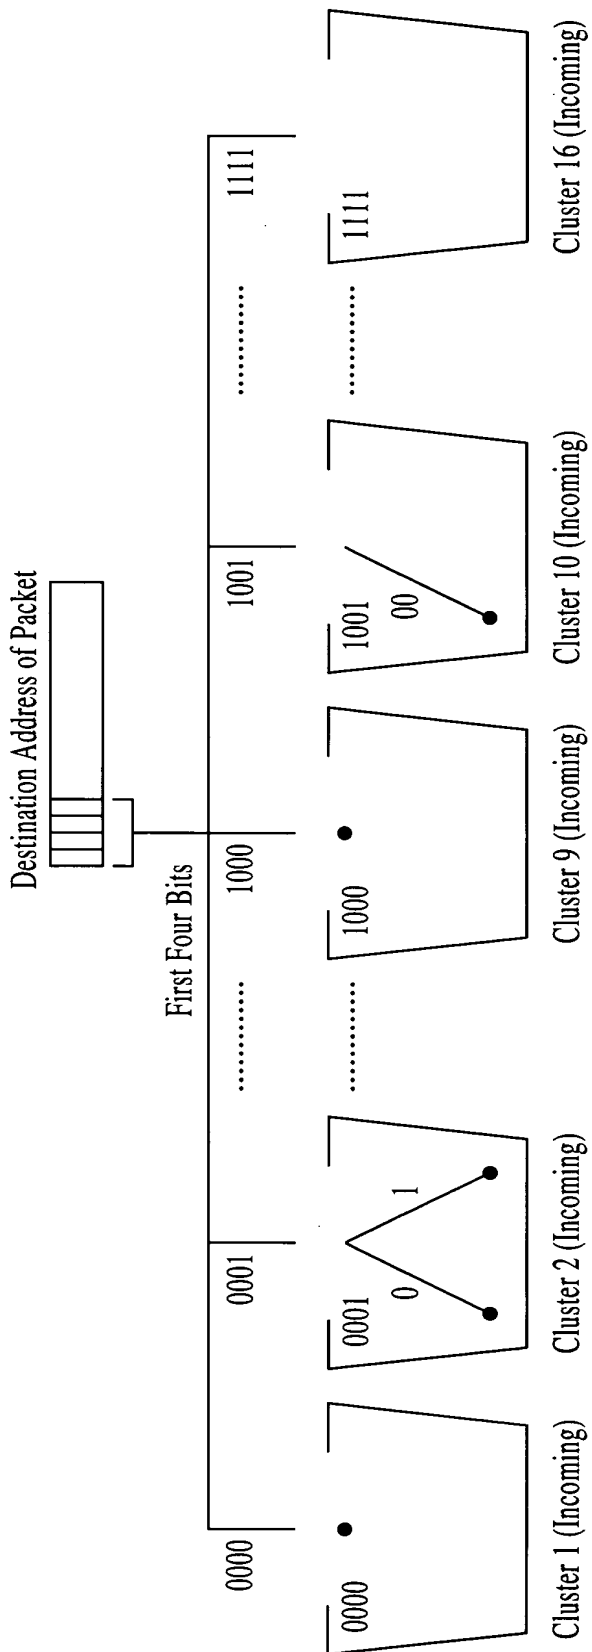 Destination Address of Packet
First Four Bits
0000
0001
............
1000
1001
............
1111
0000
0001
0
1
............
1000
1001
00
............
1111
Cluster 1 (Incoming)
Cluster 2 (Incoming)
Cluster 9 (Incoming)
Cluster 10 (Incoming)
Cluster 16 (Incoming)